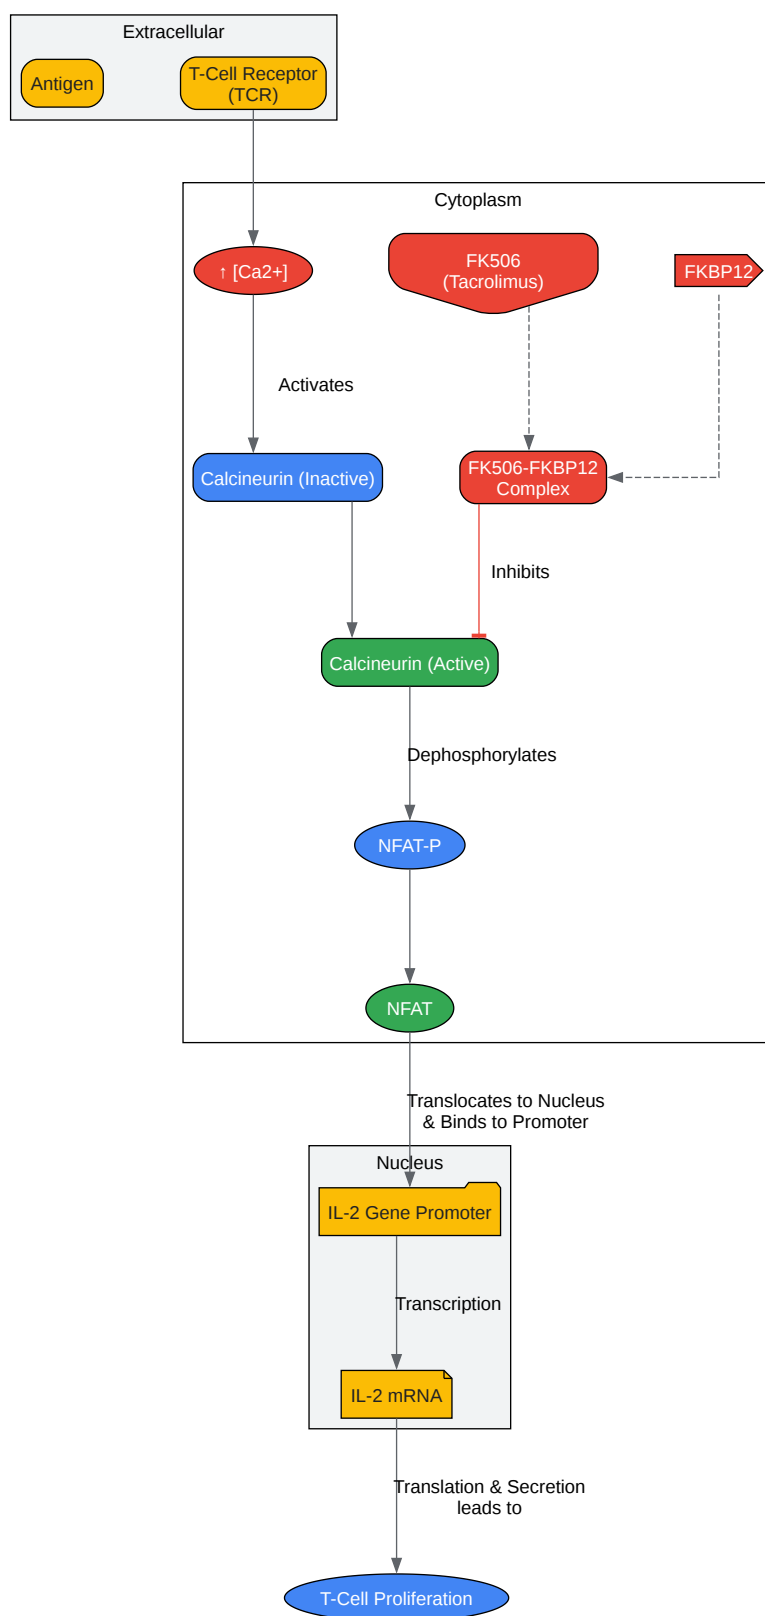 Extracellular
Antigen
T-Cell Receptor
(TCR)
Cytoplasm
↑ [Ca2+]
FK506
(Tacrolimus)
FKBP12
Activates
Calcineurin (Inactive)
FK506-FKBP12
Complex
Inhibits
Calcineurin (Active)
Dephosphorylates
NFAT-P
NFAT
Translocates to Nucleus
& Binds to Promoter
Nucleus
IL-2 Gene Promoter
Transcription
IL-2 mRNA
Translation & Secretion
leads to
T-Cell Proliferation